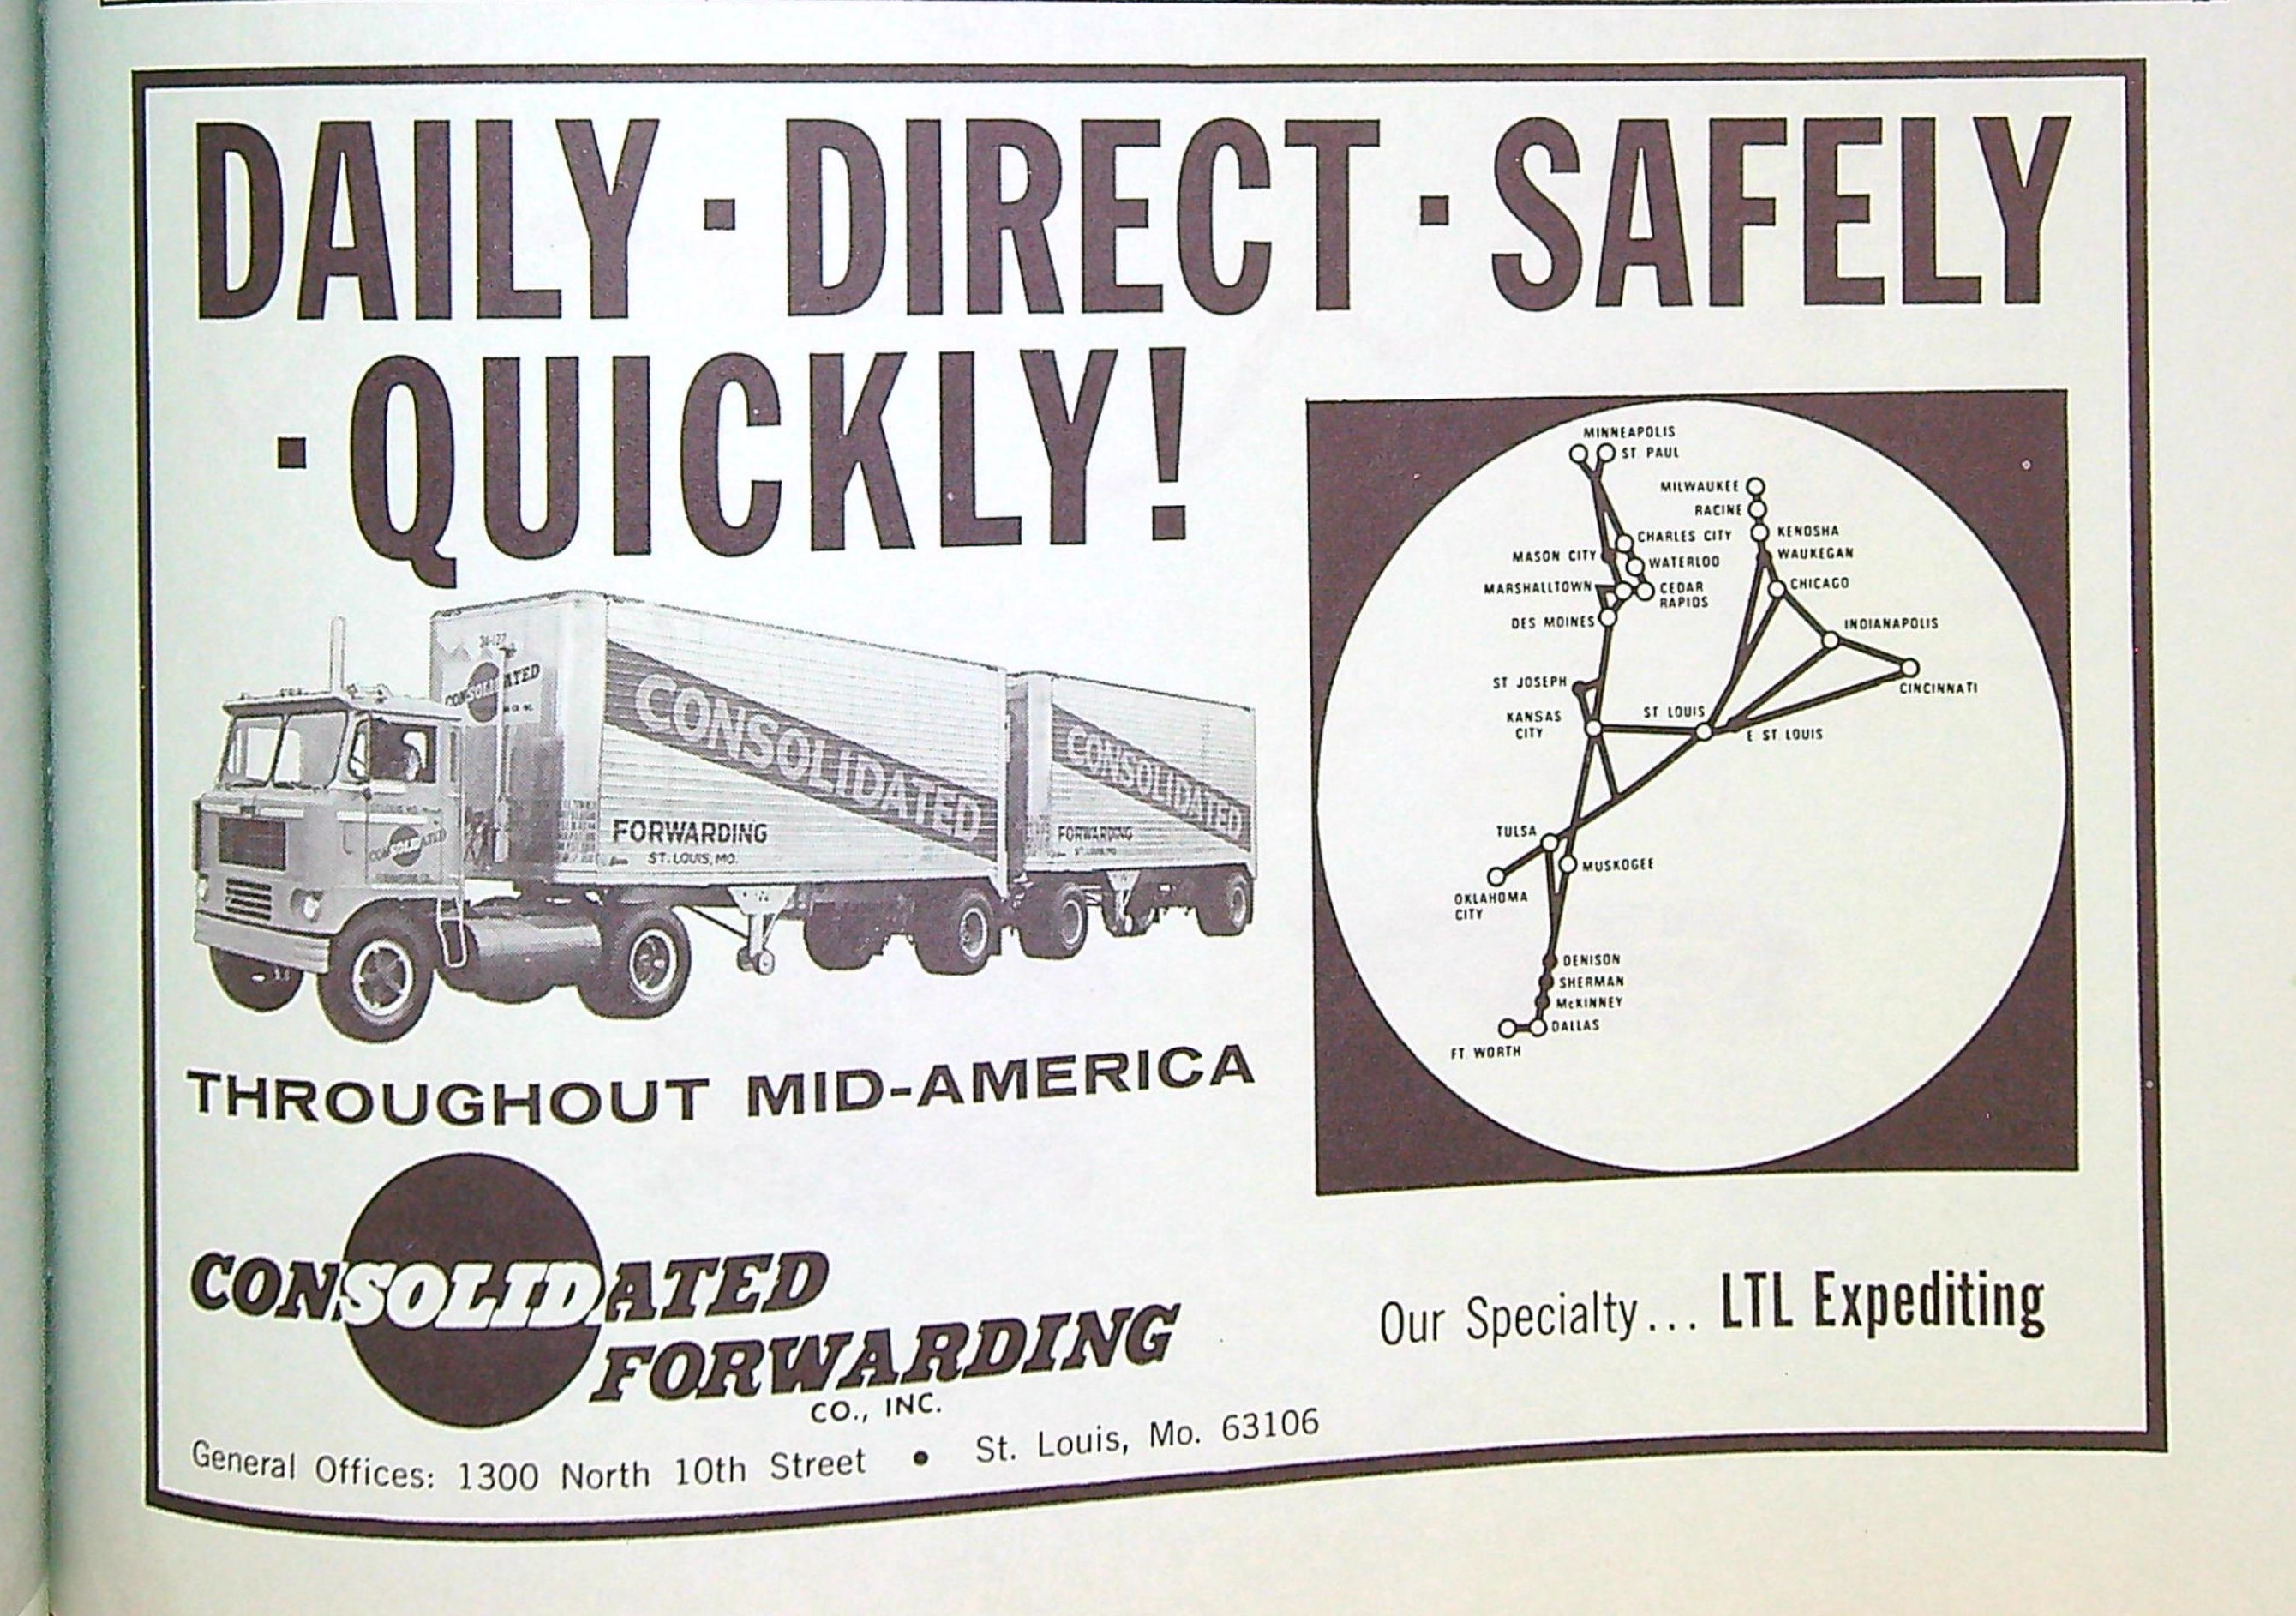 DAILY · DIRECT · SAFELY
· QUICKLY!
CONSOLIDATED
CONSOLIDATED
FORWARDING
ST. LOUIS, MO.
CONSOLIDATED
FORWARDING
CONSOLIDATED
THROUGHOUT MID-AMERICA
CONSOLIDATED
FORWARDING
CO., INC.
General Offices: 1300 North 10th Street • St. Louis, Mo. 63106
MINNEAPOLIS
ST PAUL
MILWAUKEE
RACINE
KENOSHA
CHARLES CITY
MASON CITY
WAUKEGAN
WATERLOO
MARSHALLTOWN
CEDAR
RAPIDS
CHICAGO
DES MOINES
INDIANAPOLIS
ST JOSEPH
CINCINNATI
KANSAS
CITY
ST LOUIS
E ST LOUIS
TULSA
MUSKOGEE
OKLAHOMA
CITY
DENISON
SHERMAN
McKINNEY
DALLAS
FT WORTH
Our Specialty... LTL Expediting